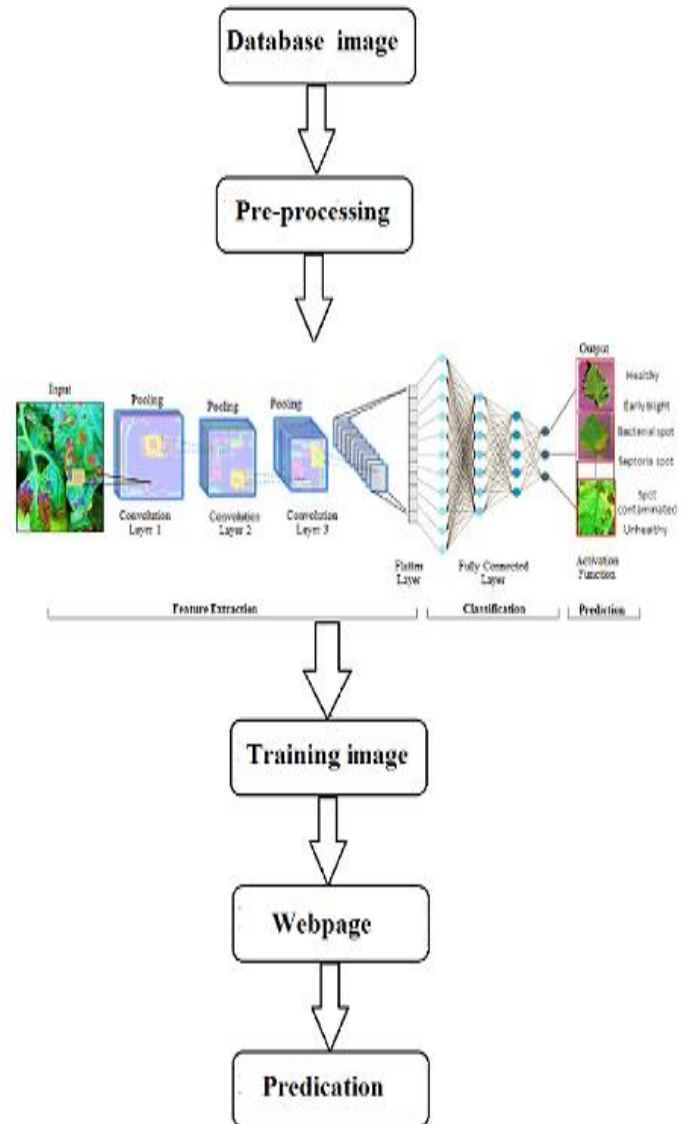 Database image
Pre-processing
Input
Pooling
Pooling
Pooling
Convolution
Layer 1
Convolution
Layer 2
Convolution
Layer 3
Flatten
Layer
Fully Connected
Layer
Output
Healthy
Early blight
Bacterial spot
Septoria spot
Spot
contaminated
Unhealthy
Activation
Function
Feature Extraction
Classification
Prediction
Training image
Webpage
Predication